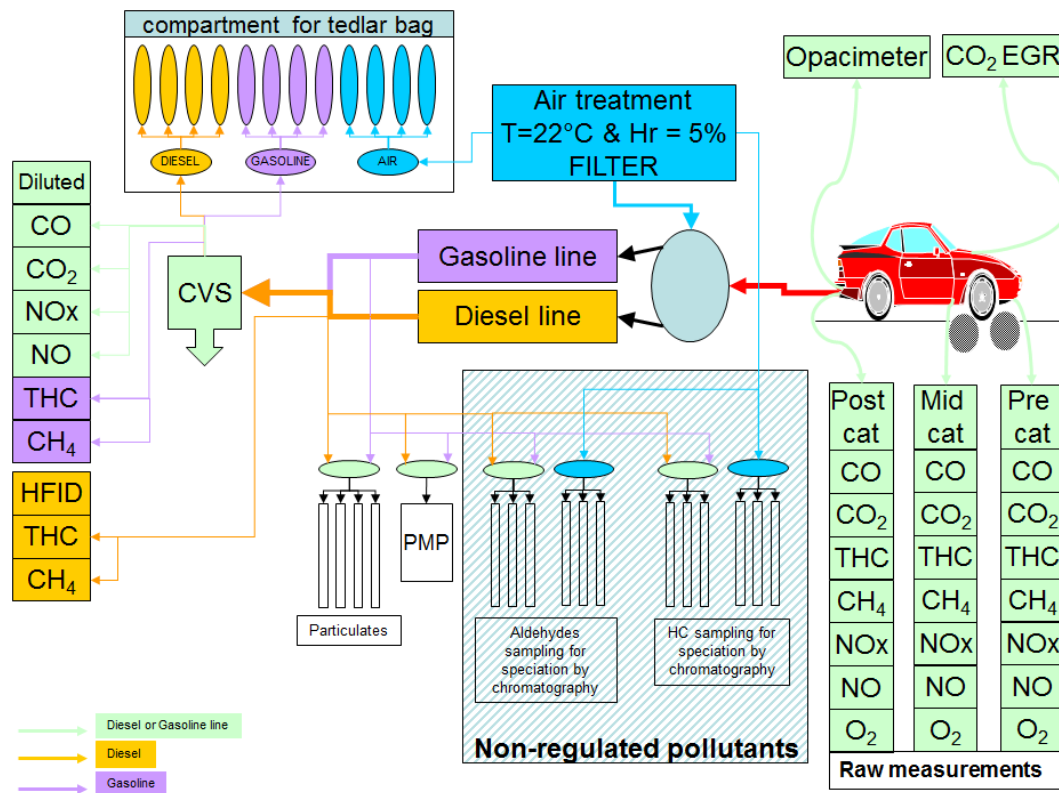 compartment for tedlar bag
DIESEL
GASOLINE
AIR
Air treatment
T=22°C & Hr = 5%
FILTER
Opacimeter
CO₂ EGR
Diluted
CO
CO₂
NOx
NO
THC
CH₄
HFID
THC
CH₄
CVS
Gasoline line
Diesel line
Particulates
PMP
Aldehydes
sampling for
speciation by
chromatography
HC sampling for
speciation by
chromatography
Non-regulated pollutants
Post
cat
CO
CO₂
THC
CH₄
NOx
NO
O₂
Mid
cat
CO
CO₂
THC
CH₄
NOx
NO
O₂
Pre
cat
CO
CO₂
THC
CH₄
NOx
NO
O₂
Raw measurements
Diesel or Gasoline line
Diesel
Gasoline